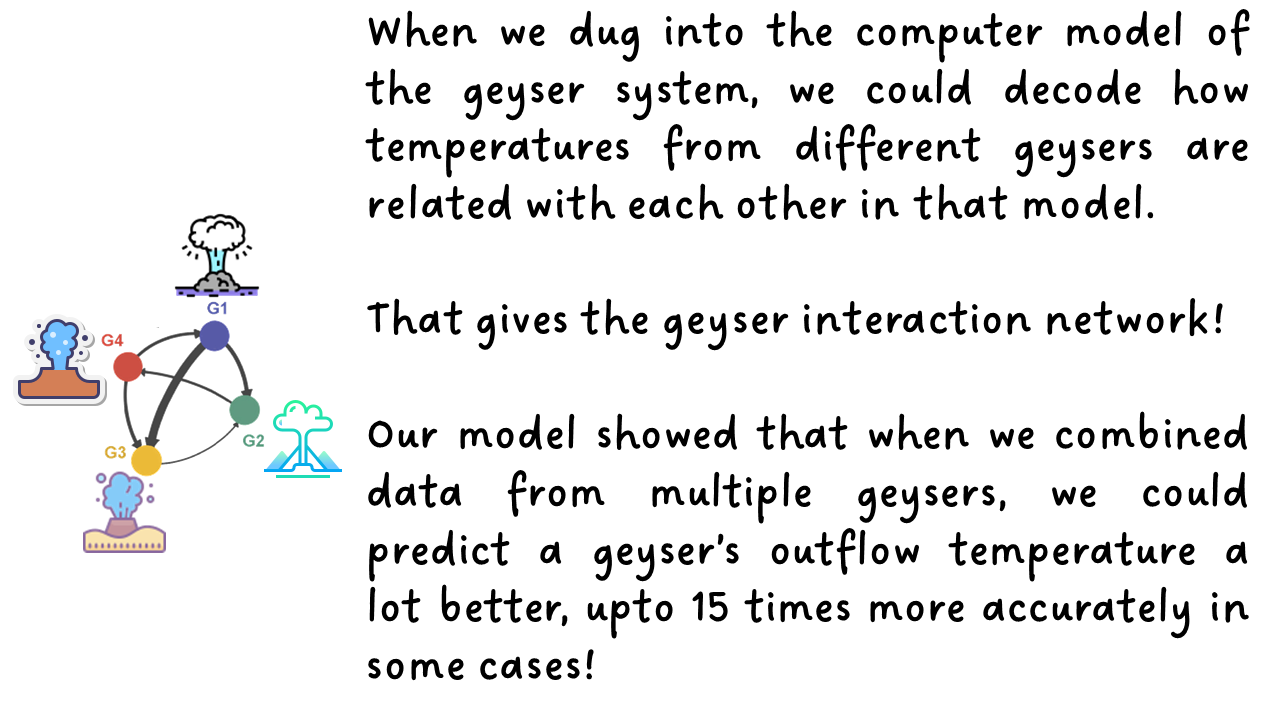 When we dug into the computer model of
the geyser system, we could decode how
temperatures from different geysers are
related with each other in that model.
That gives the geyser interaction network!
Our model showed that when we combined
data from multiple geysers, we could
predict a geyser's outflow temperature a
lot better, upto 15 times more accurately in
some cases!
G1
G4
G2
G3